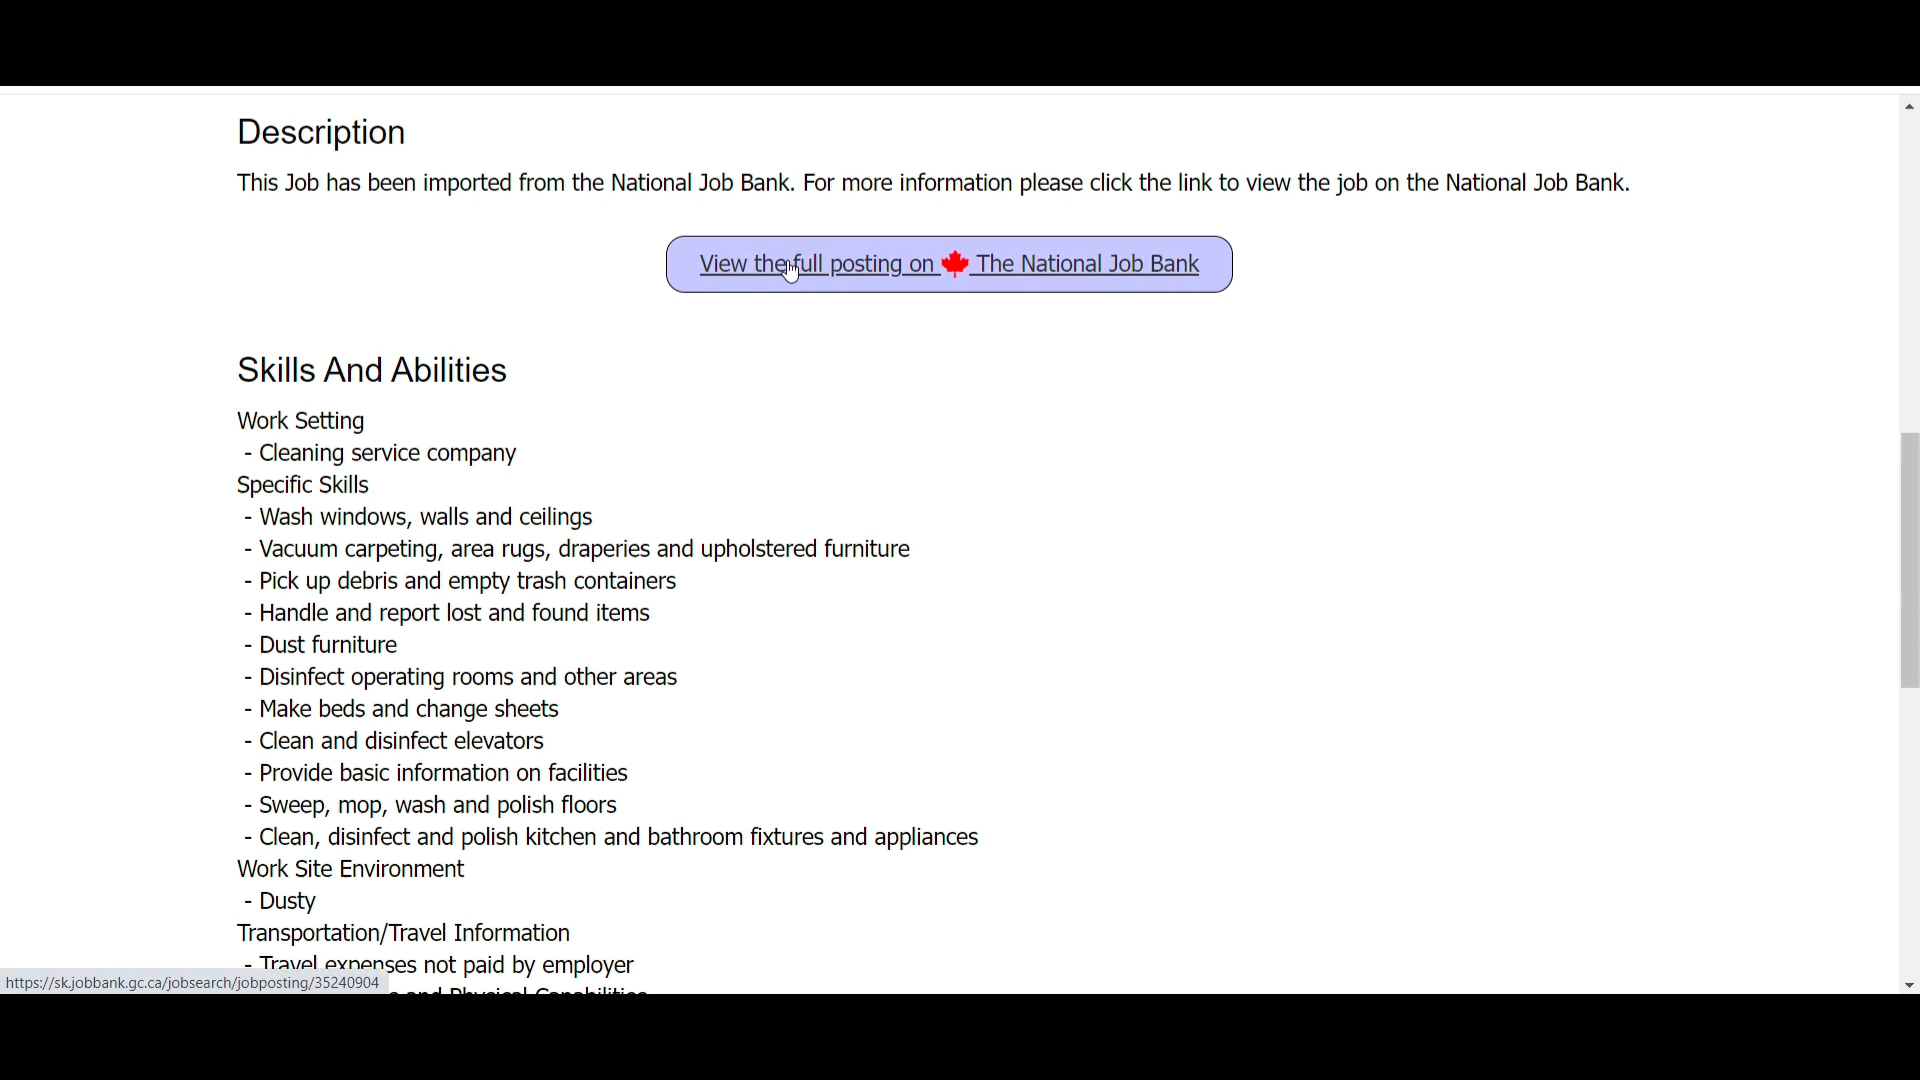 Description
This Job has been imported from the National Job Bank. For more information please click the link to view the job on the National Job Bank.
View the full posting on The National Job Bank
Skills And Abilities
Work Setting
- Cleaning service company
Specific Skills
- Wash windows, walls and ceilings
- Vacuum carpeting, area rugs, draperies and upholstered furniture
- Pick up debris and empty trash containers
- Handle and report lost and found items
- Dust furniture
- Disinfect operating rooms and other areas
- Make beds and change sheets
- Clean and disinfect elevators
- Provide basic information on facilities
- Sweep, mop, wash and polish floors
- Clean, disinfect and polish kitchen and bathroom fixtures and appliances
Work Site Environment
- Dusty
Transportation/Travel Information
- Travel expenses not paid by employer
and Physical Capabilities
https://sk.jobbank.gc.ca/jobsearch/jobposting/35240904